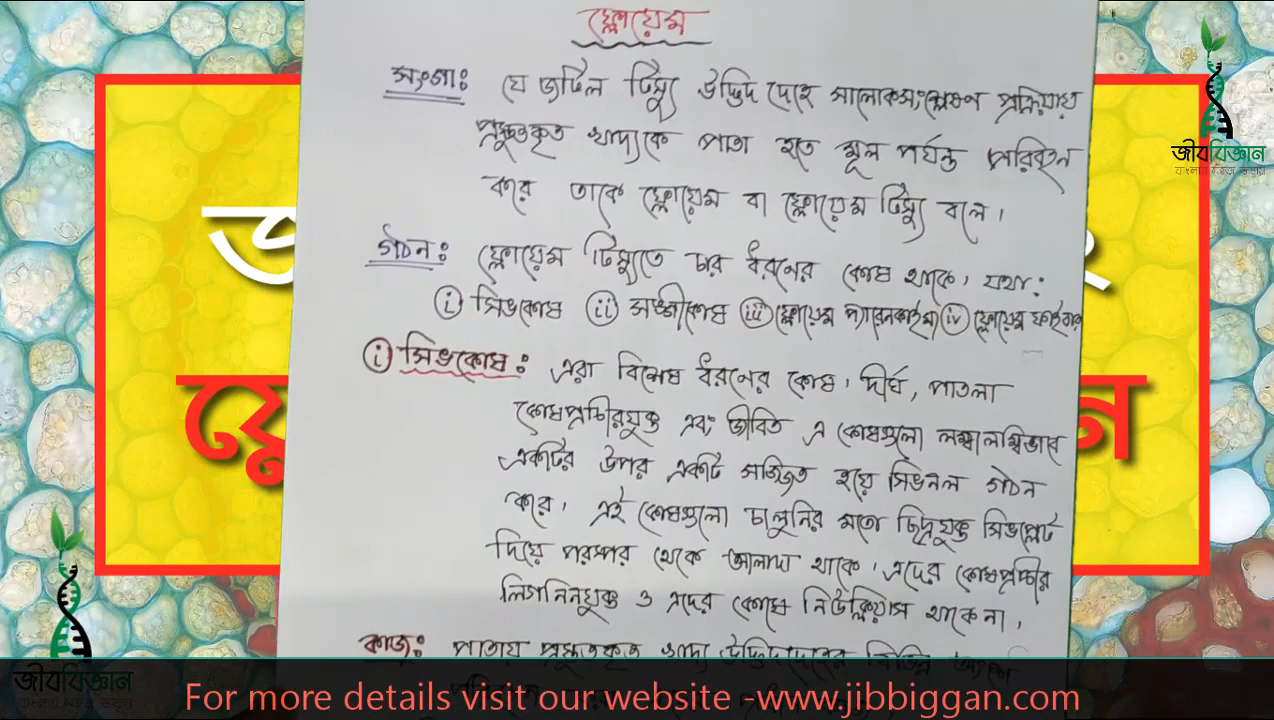 ফ্লোয়েম
সংগা: যে জটিল টিস্যু উদ্ভিদ দেহে সালোকসংশ্লেষণ প্রক্রিয়ায়
প্রস্তুতকৃত খাদ্যকে পাতা হতে মূল পর্যন্ত পরিবহন
করে তাকে ফ্লোয়েম বা ফ্লোয়েম টিস্যু বলে।
গঠন: ফ্লোয়েম টিস্যুতে চার ধরনের কোষ থাকে। যথা:
i সিভকোষ ii সঙ্গীকোষ iii ফ্লোয়েম প্যারেনকাইমা iv ফ্লোয়েম ফাইবার
i সিভকোষ: এরা বিশেষ ধরনের কোষ। দীর্ঘ, পাতলা
কোষপ্রাচীরযুক্ত এবং জীবিত এ কোষগুলো লম্বালম্বিভাবে
একটির উপর একটি সজ্জিত হয়ে সিভনল গঠন
করে। এই কোষগুলো চালুনির মতো ছিদ্রযুক্ত সিভপ্লেট
দিয়ে পরস্পর থেকে আলাদা থাকে। এদের কোষপ্রাচীর
লিগনিনযুক্ত ও এদের কোষে নিউক্লিয়াস থাকে না।
কাজ: পাতায় প্রস্তুতকৃত খাদ্য উদ্ভিদদেহের বিভিন্ন অংশে
জীববিজ্ঞান
বাংলায় সহজ ভাষায়
জীববিজ্ঞান
বাংলায় সহজ ভাষায়
For more details visit our website -www.jibbiggan.com